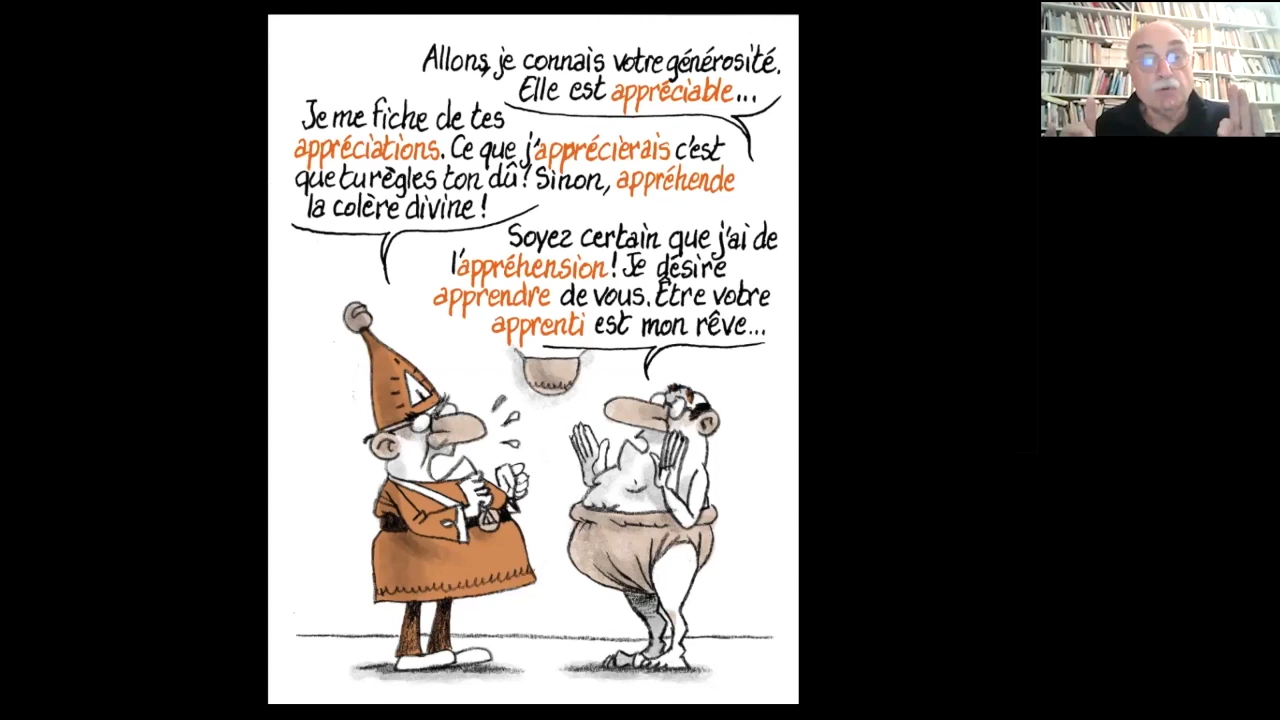 Allons, je connais votre générosité.
Elle est appréciable...
Je me fiche de tes
appréciations. Ce que j'apprécierais c'est
que tu règles ton dû! Sinon, appréhende
la colère divine!
Soyez certain que j'ai de
l'appréhension! Je désire
apprendre de vous. Être votre
apprenti est mon rêve...